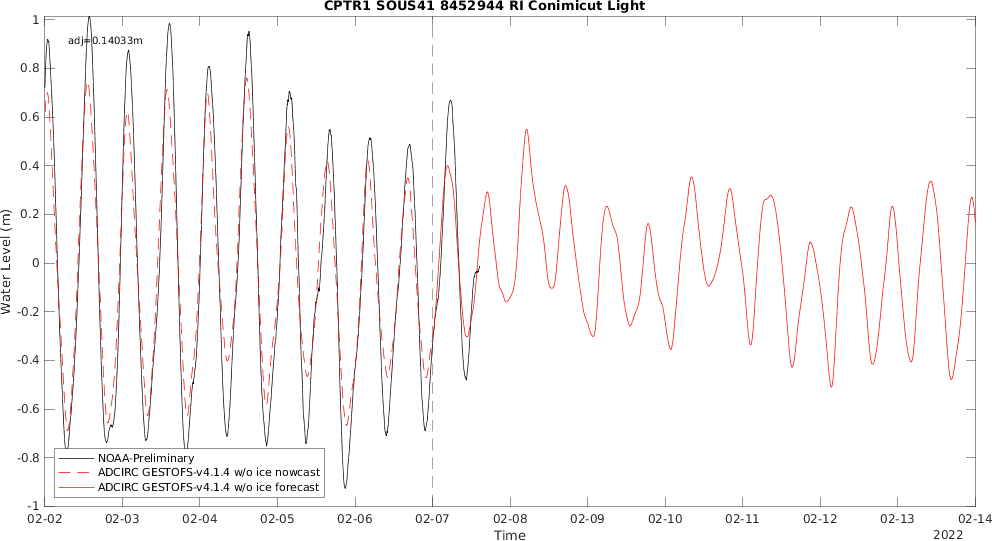 CPTR1 SOUS41 8452944 RI Conimicut Light
adj=0.14033m
1
0.8
0.6
0.4
0.2
0
-0.2
-0.4
-0.6
-0.8
-1
Water Level (m)
NOAA-Preliminary
ADCIRC GESTOFS-v4.1.4 w/o ice nowcast
ADCIRC GESTOFS-v4.1.4 w/o ice forecast
02-02 02-03 02-04 02-05 02-06 02-07 02-08 02-09 02-10 02-11 02-12 02-13 02-14
Time
2022